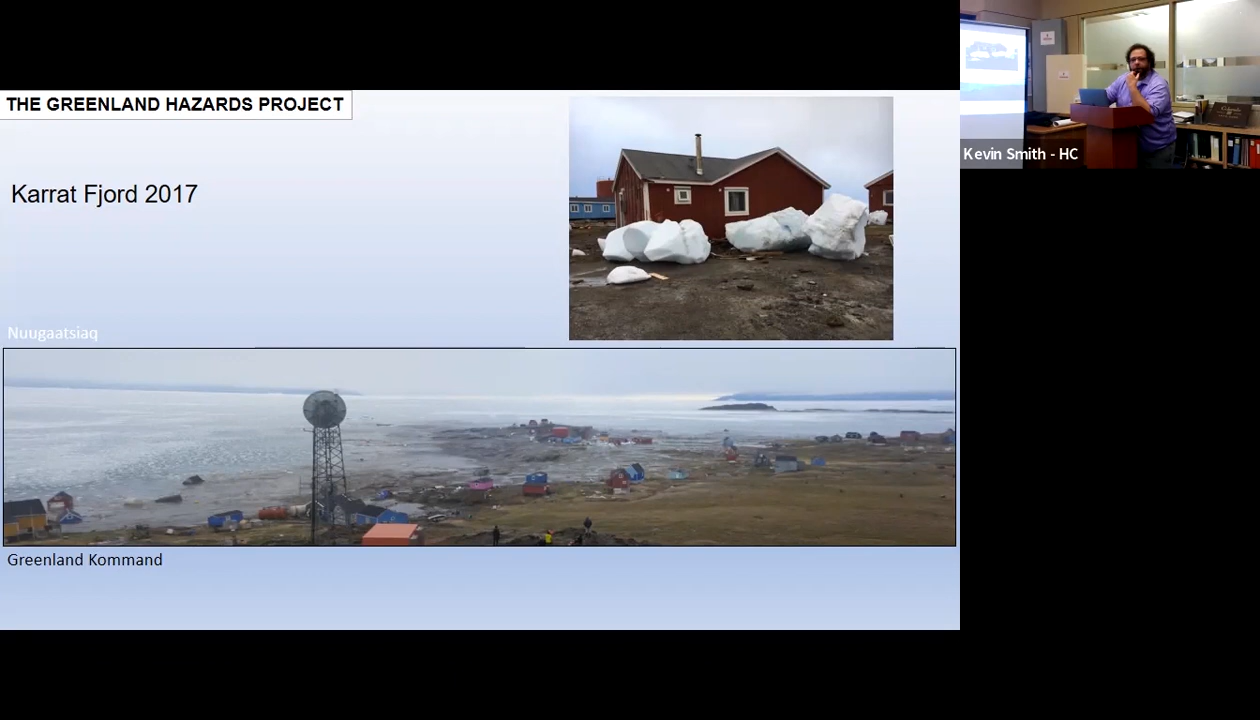 THE GREENLAND HAZARDS PROJECT
Karrat Fjord 2017
Nuugaatsiaq
Greenland Kommand
Kevin Smith - HC